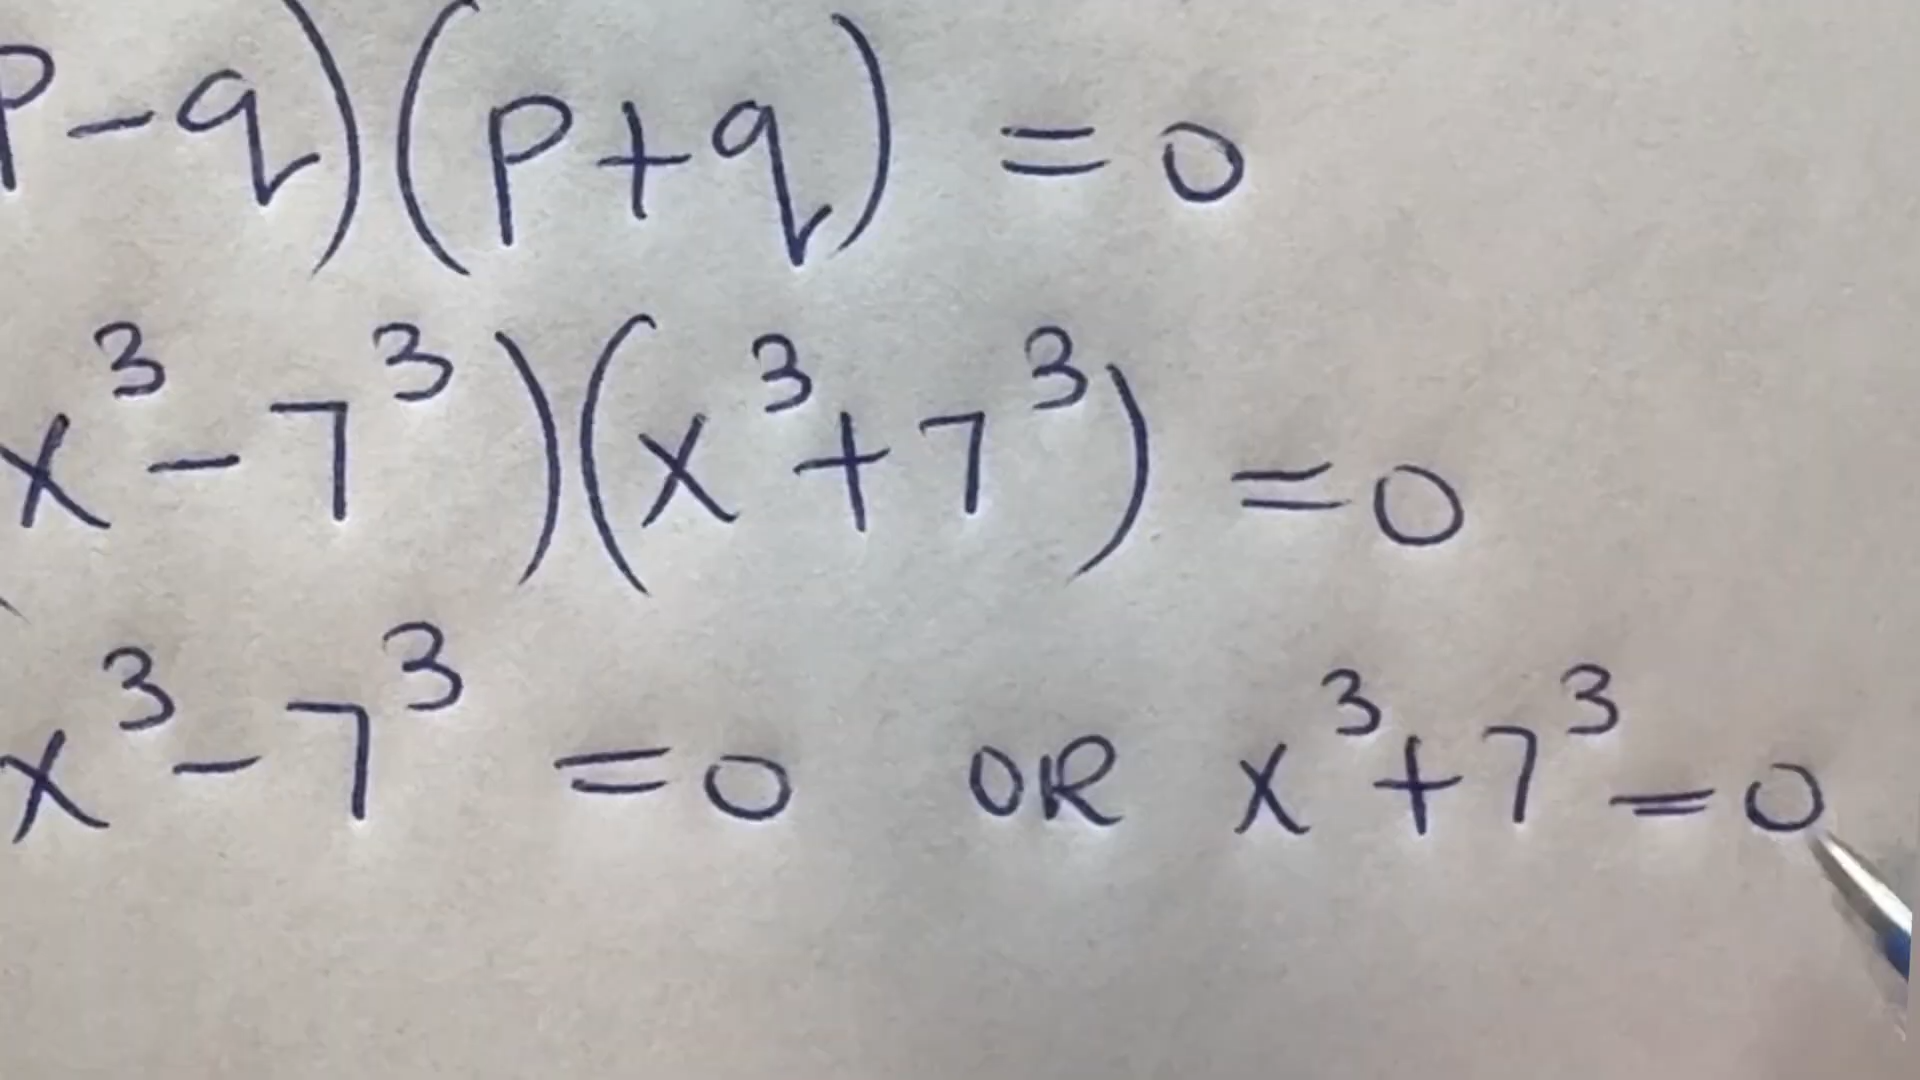 p-q)(p+q) =0
x³-7³)(x³+7³) =0
x³-7³ =0 OR x³+7³=0